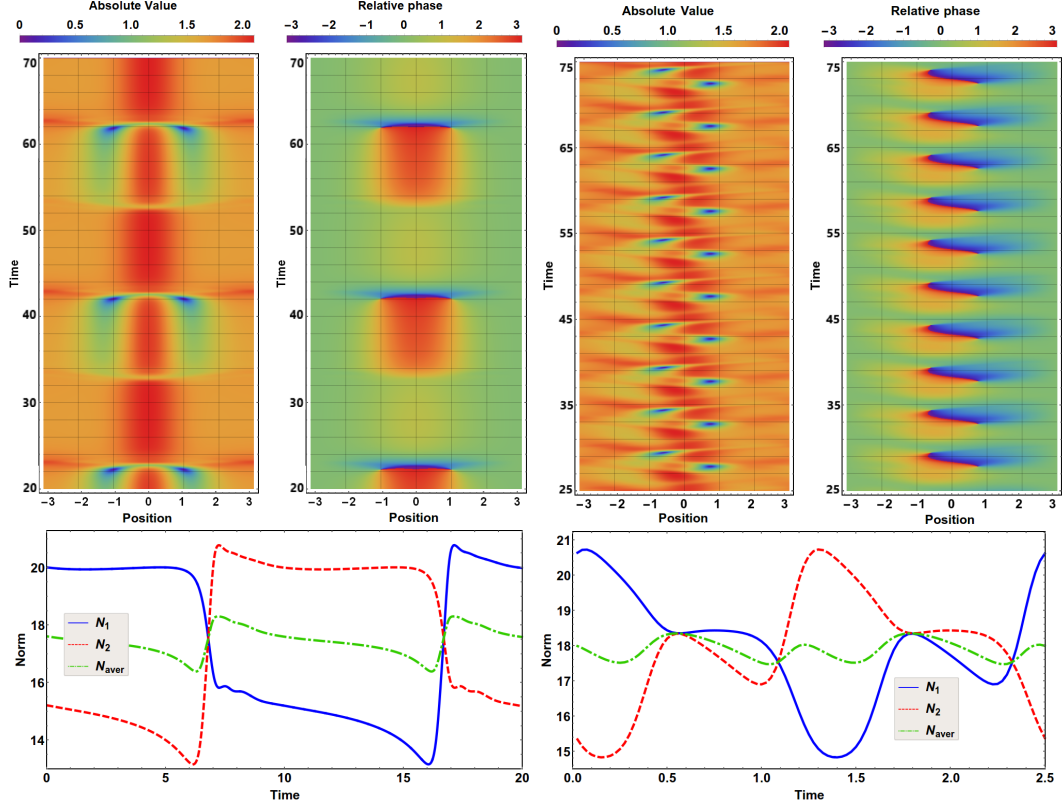 Absolute Value
0 0.5 1.0 1.5 2.0
Relative phase
−3 −2 −1 0 1 2 3
Absolute Value
0 0.5 1.0 1.5 2.0
Relative phase
−3 −2 −1 0 1 2 3
70
60
50
40
30
20
Time
−3 −2 −1 0 1 2 3
Position
70
60
50
40
30
20
−3 −2 −1 0 1 2 3
Position
75
65
55
45
35
25
Time
−3 −2 −1 0 1 2 3
Position
75
65
55
45
35
25
Time
−3 −2 −1 0 1 2 3
Position
20
18
16
14
Norm
N1
N2
Naver
0 5 10 15 20
Time
21
20
19
18
17
16
15
Norm
N1
N2
Naver
0.0 0.5 1.0 1.5 2.0 2.5
Time